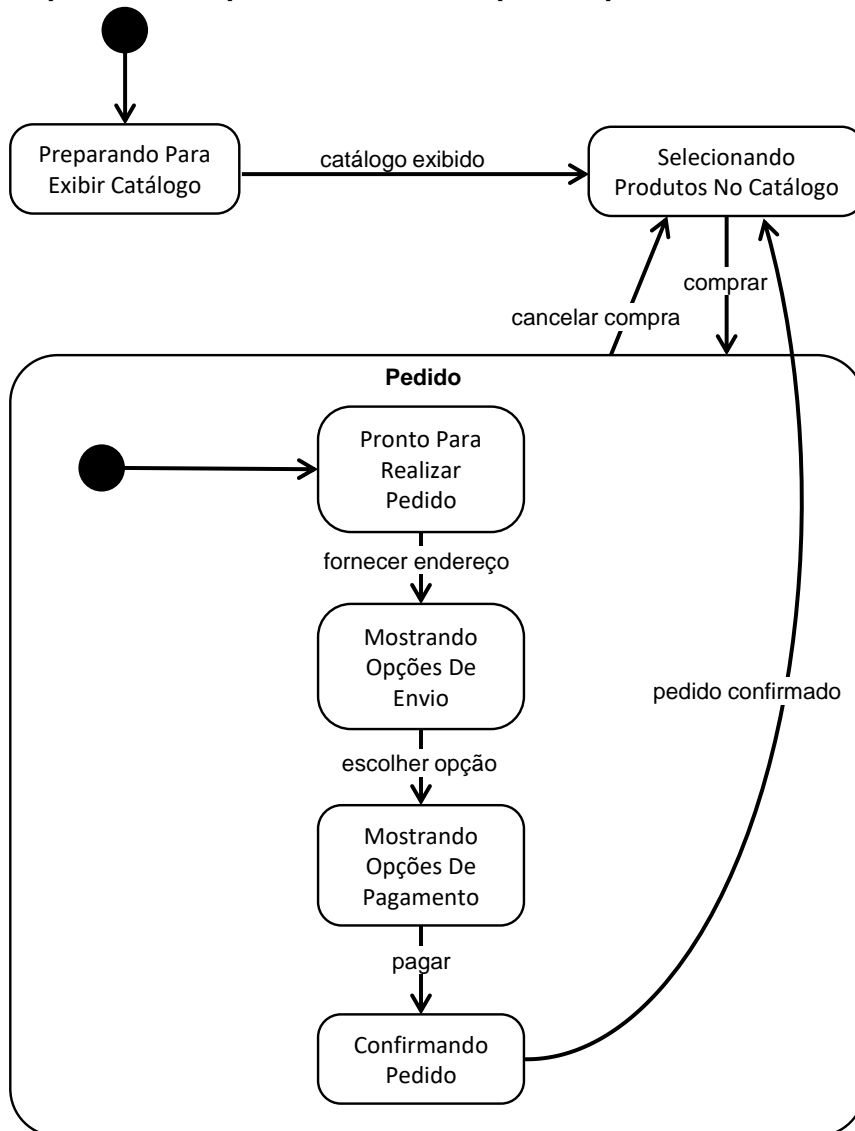 Preparando Para
Exibir Catálogo
catálogo exibido
Selecionando
Produtos No Catálogo
comprar
cancelar compra
Pedido
Pronto Para
Realizar
Pedido
fornecer endereço
Mostrando
Opções De
Envio
pedido confirmado
escolher opção
Mostrando
Opções De
Pagamento
pagar
Confirmando
Pedido